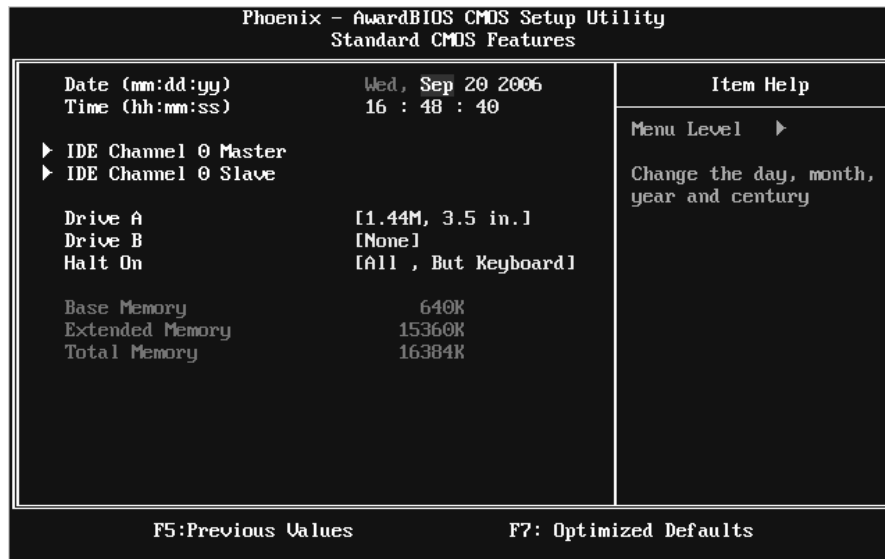 Phoenix - AwardBIOS CMOS Setup Utility
Standard CMOS Features
Date (mm:dd:yy) Wed, Sep 20 2006
Time (hh:mm:ss) 16 : 48 : 40
IDE Channel 0 Master
IDE Channel 0 Slave
Drive A [1.44M, 3.5 in.]
Drive B [None]
Halt On [All , But Keyboard]
Base Memory 640K
Extended Memory 15360K
Total Memory 16384K
Item Help
Menu Level
Change the day, month,
year and century
F5:Previous Values F7: Optimized Defaults